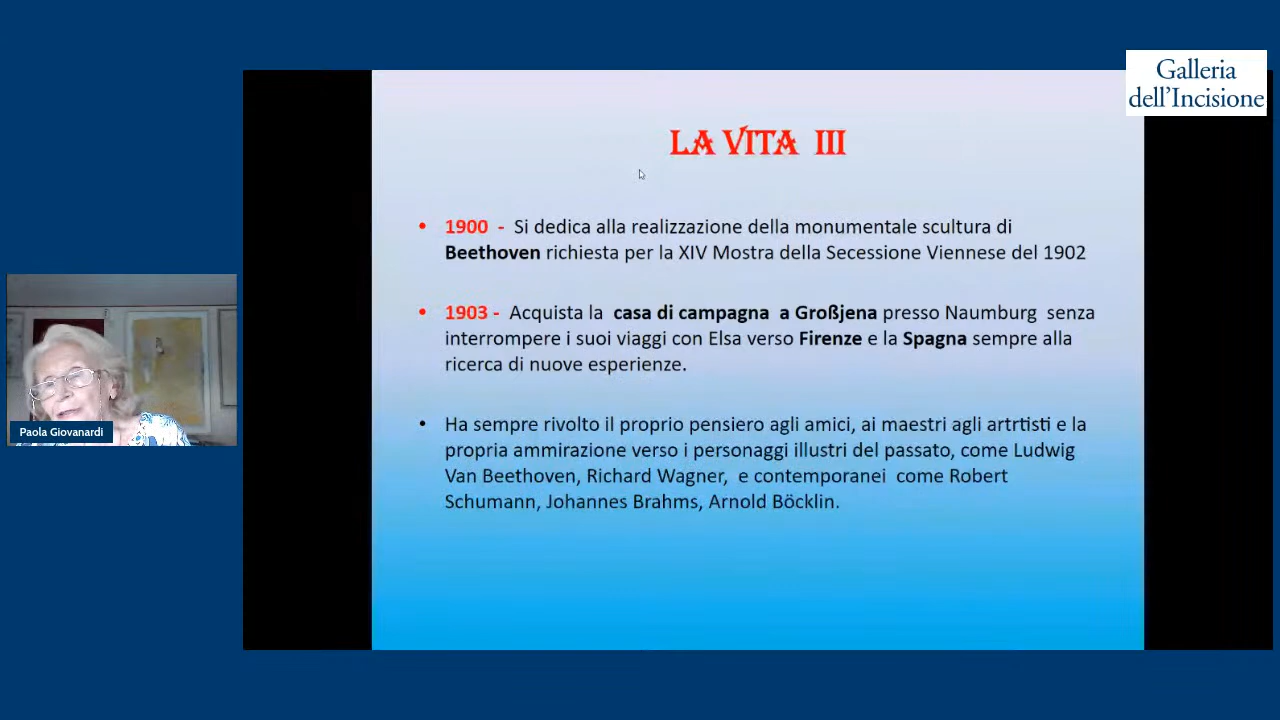 Galleria
dell'Incisione
LA VITA III
• 1900 - Si dedica alla realizzazione della monumentale scultura di
Beethoven richiesta per la XIV Mostra della Secessione Viennese del 1902
• 1903 - Acquista la casa di campagna a Großjena presso Naumburg senza
interrompere i suoi viaggi con Elsa verso Firenze e la Spagna sempre alla
ricerca di nuove esperienze.
• Ha sempre rivolto il proprio pensiero agli amici, ai maestri agli artrtisti e la
propria ammirazione verso i personaggi illustri del passato, come Ludwig
Van Beethoven, Richard Wagner, e contemporanei come Robert
Schumann, Johannes Brahms, Arnold Böcklin.
Paola Giovanardi